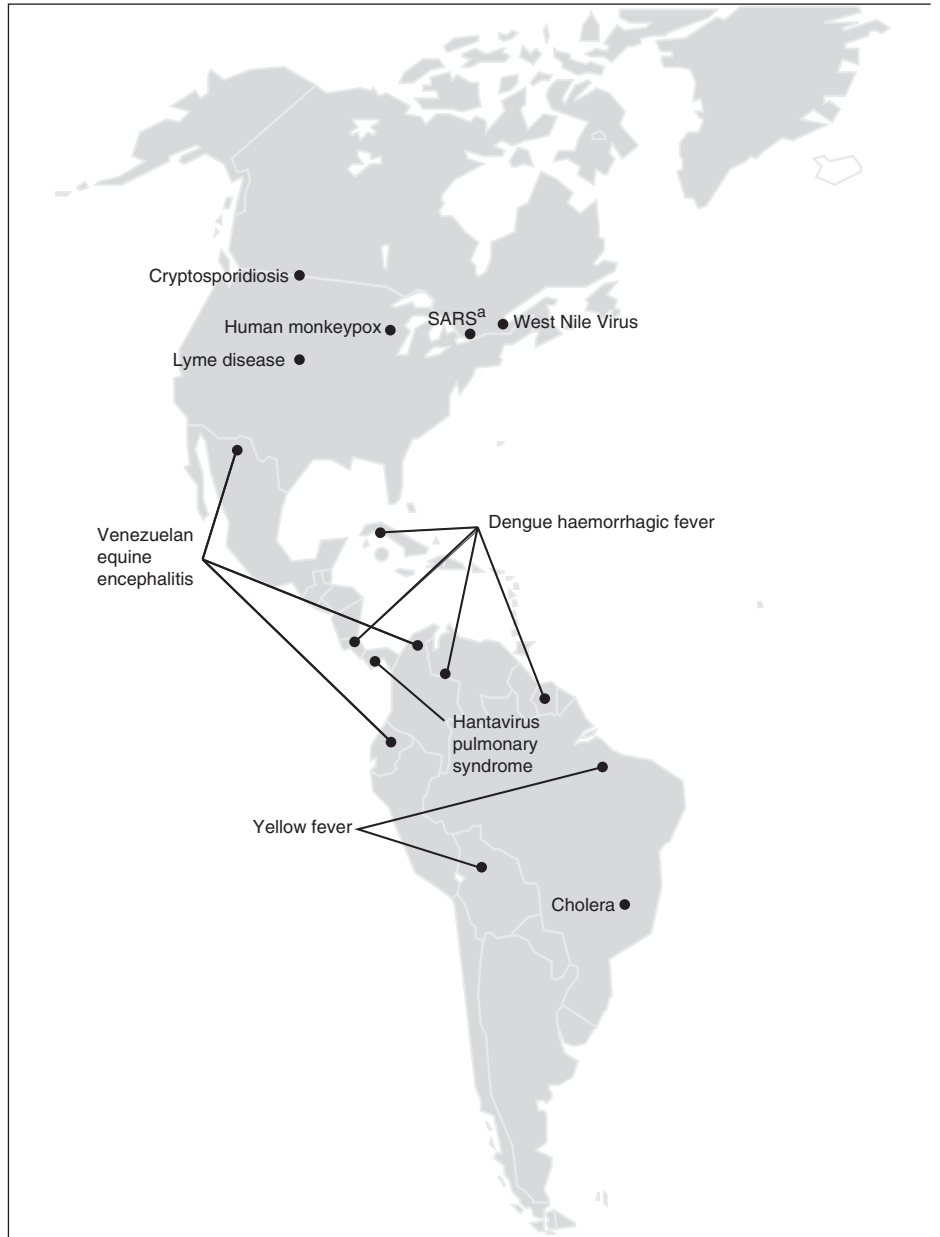 Cryptosporidiosis
SARSa
West Nile Virus
Human monkeypox
Lyme disease
Dengue haemorrhagic fever
Venezuelan
equine
encephalitis
Hantavirus
pulmonary
syndrome
Yellow fever
Cholera